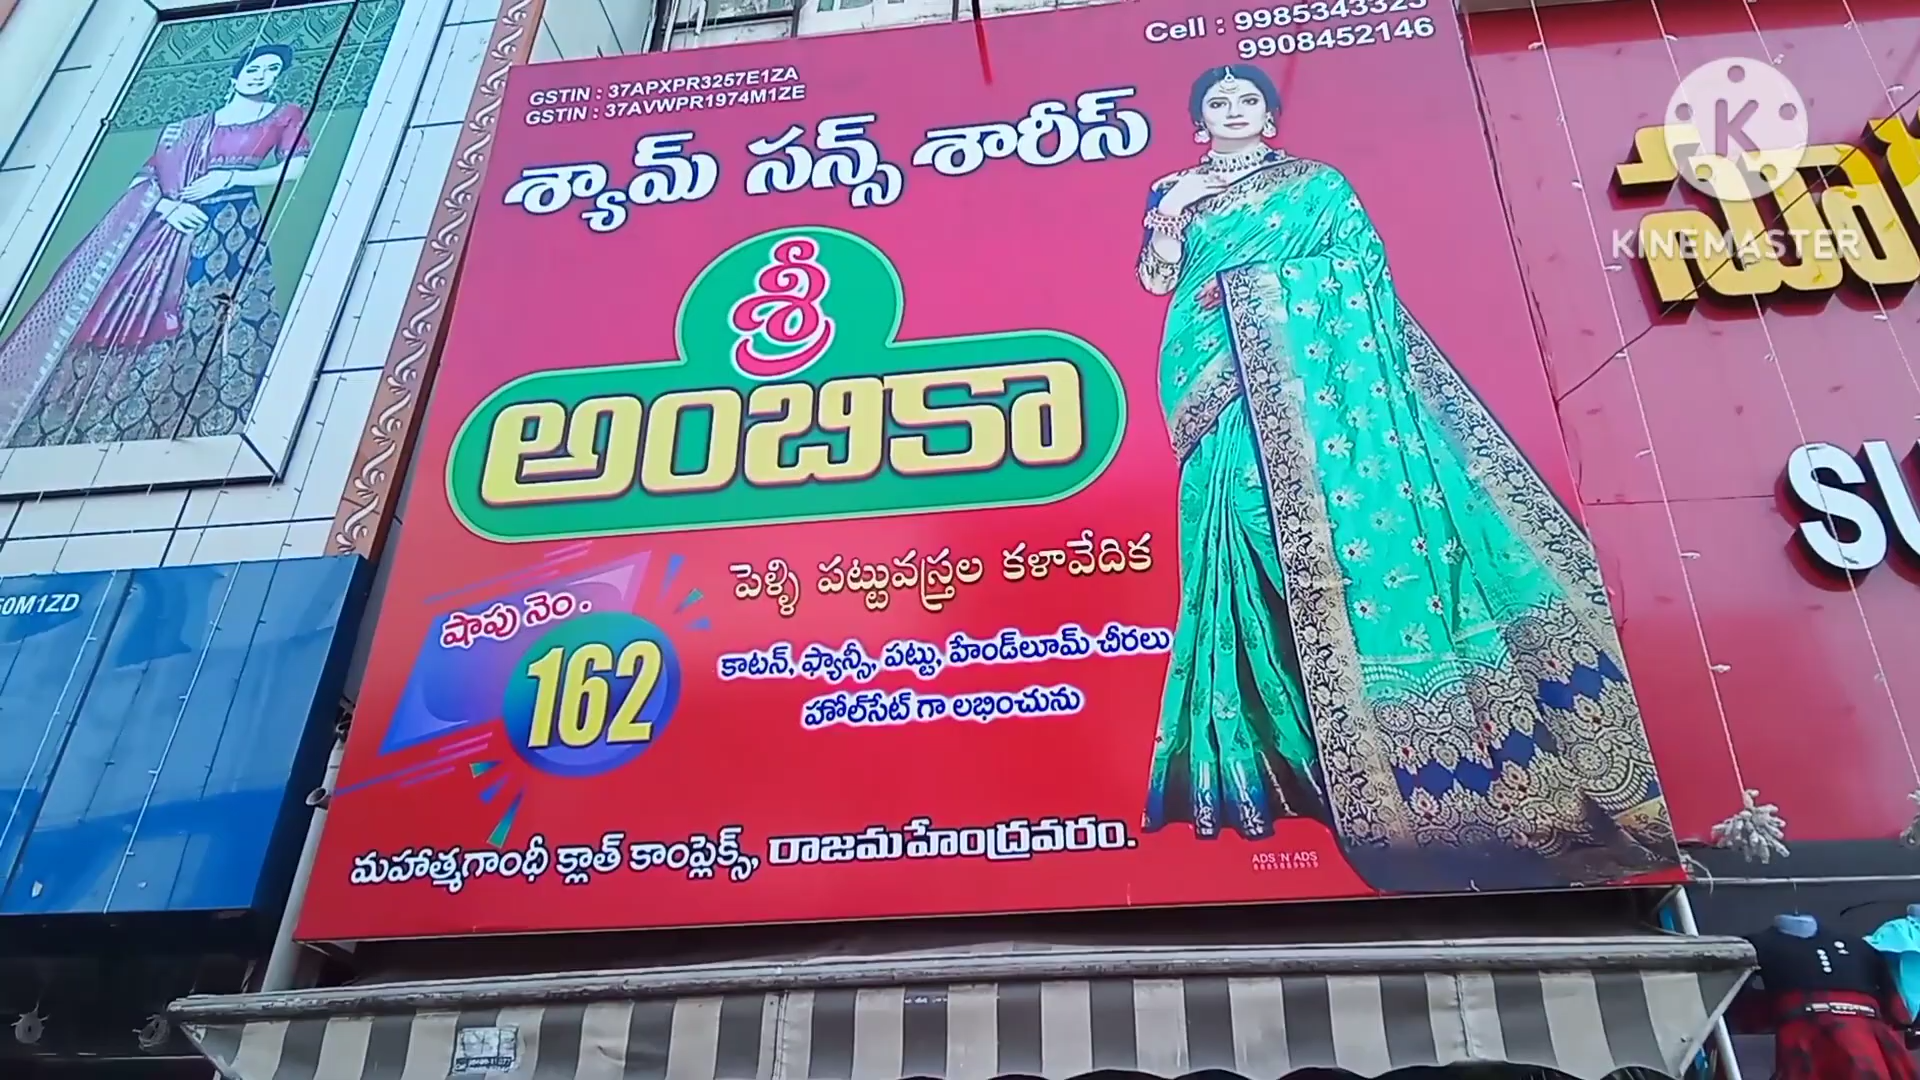 Cell : 9985343323
9908452146
GSTIN : 37APXPR3257E1ZA
GSTIN : 37AVWPR1974M1ZE
శ్యామ్ సన్స్ శారీస్
శ్రీ
అంబికా
పెళ్ళి పట్టువస్త్రల కళావేదిక
షాపు నెం.
162
కాటన్, ఫ్యాన్సీ, పట్టు, హేండ్‌లూమ్ చీరలు
హోల్‌సేట్ గా లభించును
మహాత్మగాంధీ క్లాత్ కాంప్లెక్స్, రాజమహేంద్రవరం.
ADS 'N' ADS
50M1ZD
K
KINEMASTER
SU